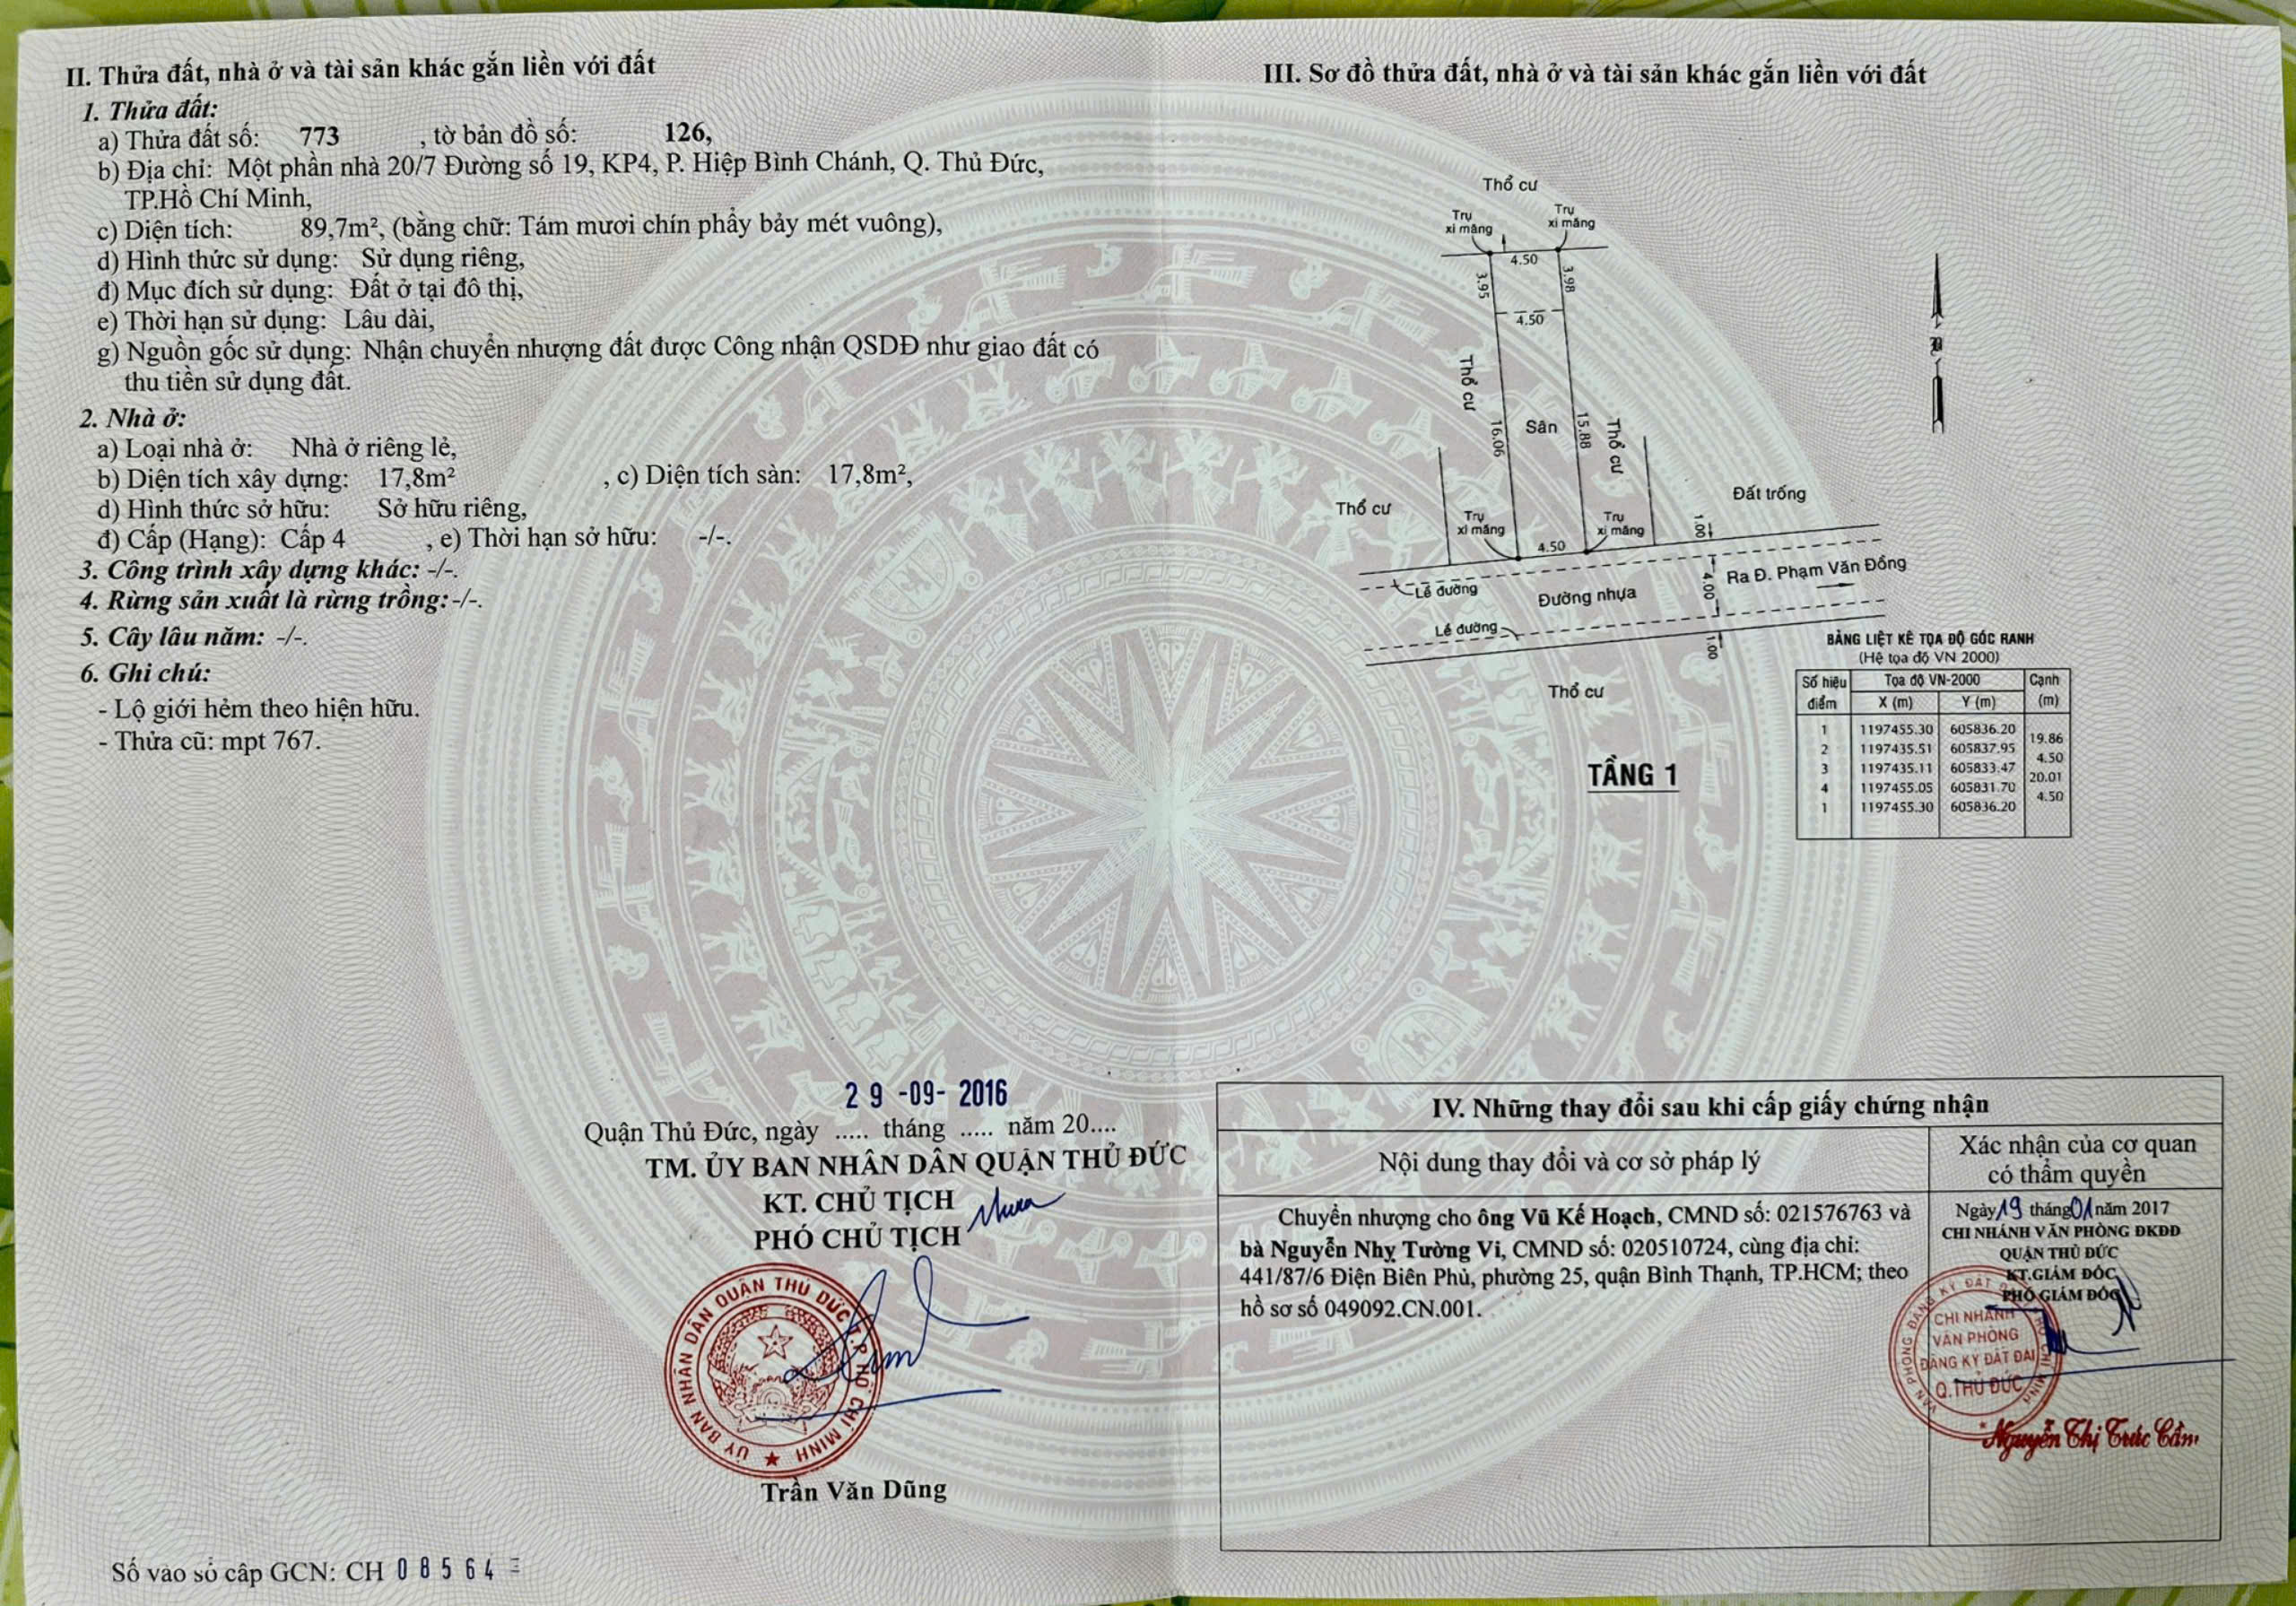 II. Thửa đất, nhà ở và tài sản khác gắn liền với đất
1. Thửa đất:
a) Thửa đất số: 773 , tờ bản đồ số: 126,
b) Địa chỉ: Một phần nhà 20/7 Đường số 19, KP4, P. Hiệp Bình Chánh, Q. Thủ Đức,
TP.Hồ Chí Minh,
c) Diện tích: 89,7m², (bằng chữ: Tám mươi chín phẩy bảy mét vuông),
d) Hình thức sử dụng: Sử dụng riêng,
đ) Mục đích sử dụng: Đất ở tại đô thị,
e) Thời hạn sử dụng: Lâu dài,
g) Nguồn gốc sử dụng: Nhận chuyển nhượng đất được Công nhận QSDĐ như giao đất có
thu tiền sử dụng đất.
2. Nhà ở:
a) Loại nhà ở: Nhà ở riêng lẻ,
b) Diện tích xây dựng: 17,8m² , c) Diện tích sàn: 17,8m²,
d) Hình thức sở hữu: Sở hữu riêng,
đ) Cấp (Hạng): Cấp 4 , e) Thời hạn sở hữu: -/-.
3. Công trình xây dựng khác: -/-.
4. Rừng sản xuất là rừng trồng: -/-.
5. Cây lâu năm: -/-.
6. Ghi chú:
- Lộ giới hẻm theo hiện hữu.
- Thửa cũ: mpt 767.
29 -09- 2016
Quận Thủ Đức, ngày ..... tháng ..... năm 20....
TM. ỦY BAN NHÂN DÂN QUẬN THỦ ĐỨC
KT. CHỦ TỊCH
PHÓ CHỦ TỊCH
ỦY BAN NHÂN DÂN QUẬN THỦ ĐỨC T.P HỒ CHÍ MINH
Trần Văn Dũng
Số vào sổ cấp GCN: CH 08564
III. Sơ đồ thửa đất, nhà ở và tài sản khác gắn liền với đất
Thổ cư
Trụ
xi măng
Trụ
xi măng
4.50
3.95
3.98
4.50
Thổ cư
16.06
Sân
15.88
Thổ cư
Thổ cư
Đất trống
Trụ
xi măng
Trụ
xi măng
4.50
1.00
Lề đường
Đường nhựa
4.00
Ra Đ. Phạm Văn Đồng
Lề đường
1.00
Thổ cư
TẦNG 1
BẢNG LIỆT KÊ TỌA ĐỘ GÓC RANH
(Hệ tọa độ VN 2000)
Số hiệu điểm Tọa độ VN-2000 Cạnh
X (m) Y (m) (m)
1 1197455.30 605836.20
19.86
2 1197435.51 605837.95
4.50
3 1197435.11 605833.47
20.01
4 1197455.05 605831.70
4.50
1 1197455.30 605836.20
IV. Những thay đổi sau khi cấp giấy chứng nhận
Nội dung thay đổi và cơ sở pháp lý
Xác nhận của cơ quan
có thẩm quyền
Chuyển nhượng cho ông Vũ Kế Hoạch, CMND số: 021576763 và
bà Nguyễn Nhỵ Tường Vi, CMND số: 020510724, cùng địa chỉ:
441/87/6 Điện Biên Phủ, phường 25, quận Bình Thạnh, TP.HCM; theo
hồ sơ số 049092.CN.001.
Ngày 19 tháng 01 năm 2017
CHI NHÁNH VĂN PHÒNG ĐKĐĐ
QUẬN THỦ ĐỨC
KT.GIÁM ĐỐC
PHÓ GIÁM ĐỐC
CHI NHÁNH
VĂN PHÒNG
ĐĂNG KÝ ĐẤT ĐAI
Q.THỦ ĐỨC
Nguyễn Thị Trúc Cầm